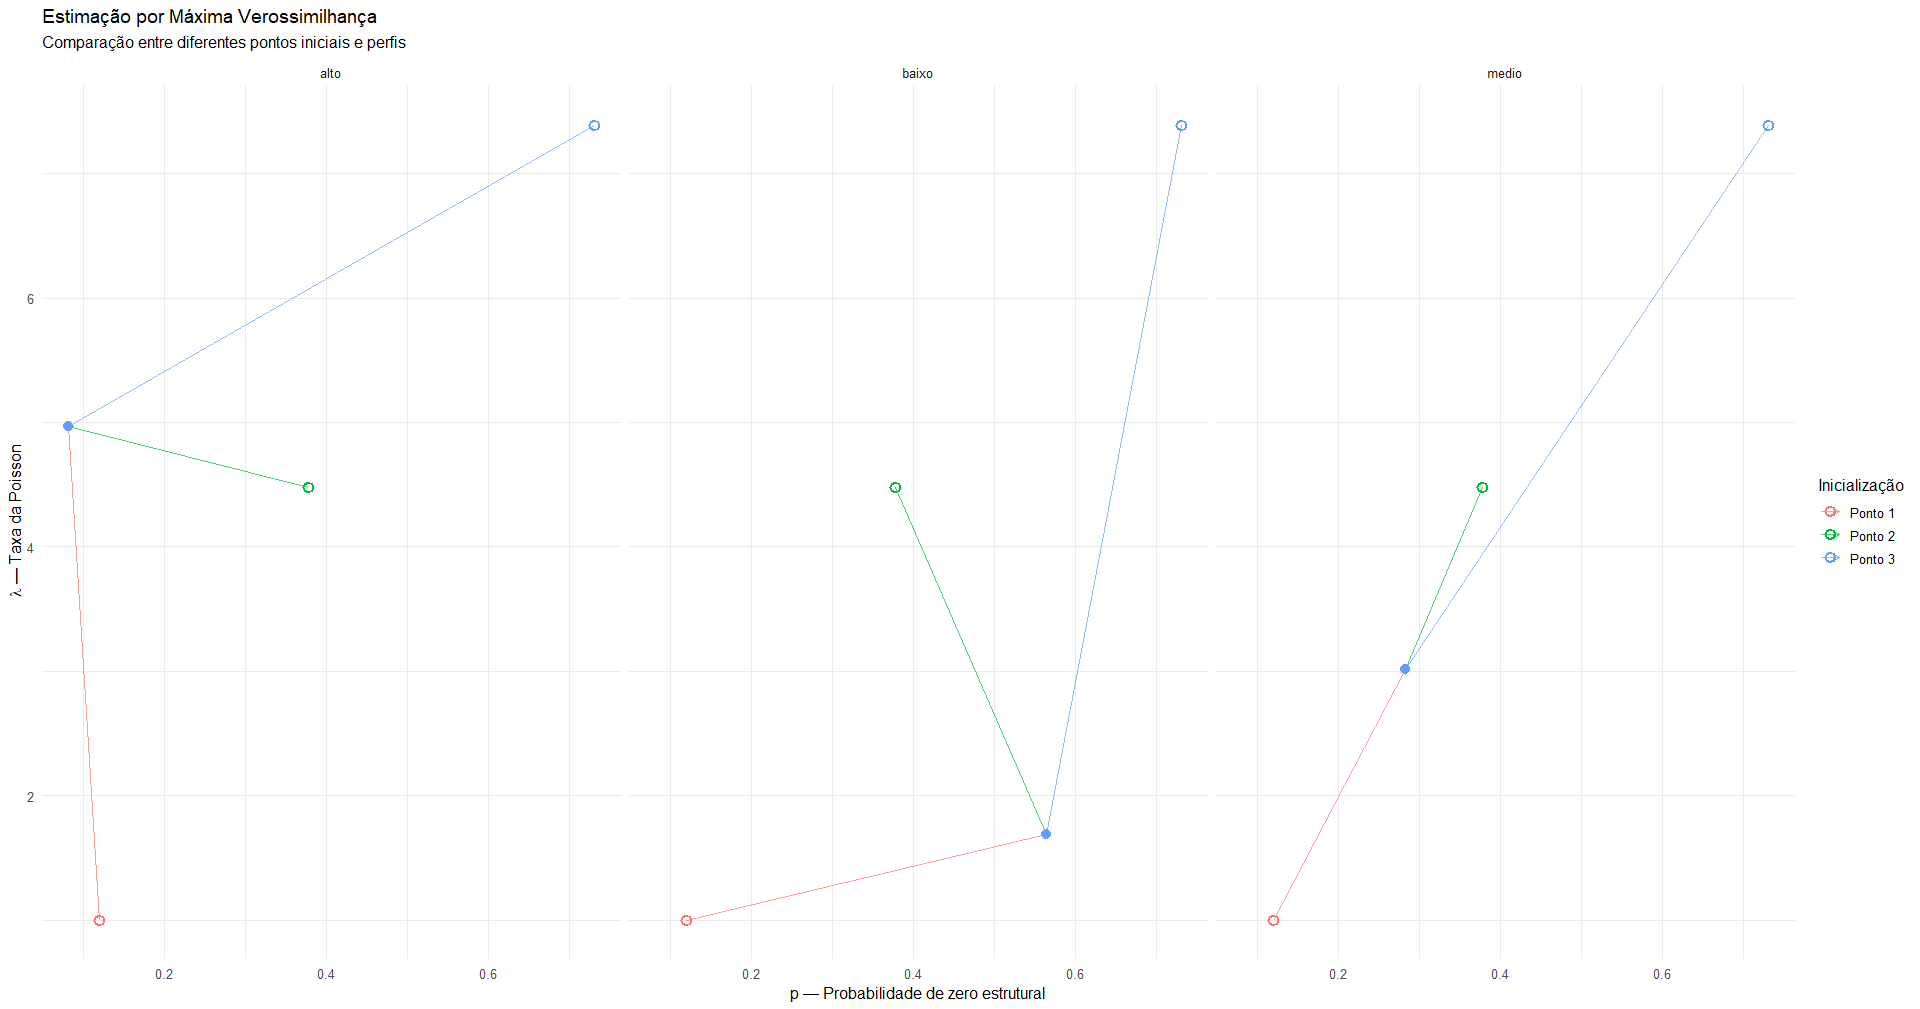 Estimação por Máxima Verossimilhança
Comparação entre diferentes pontos iniciais e perfis
alto
baixo
medio
6
4
2
λ — Taxa da Poisson
0.2
0.4
0.6
0.2
0.4
0.6
0.2
0.4
0.6
p — Probabilidade de zero estrutural
Inicialização
Ponto 1
Ponto 2
Ponto 3